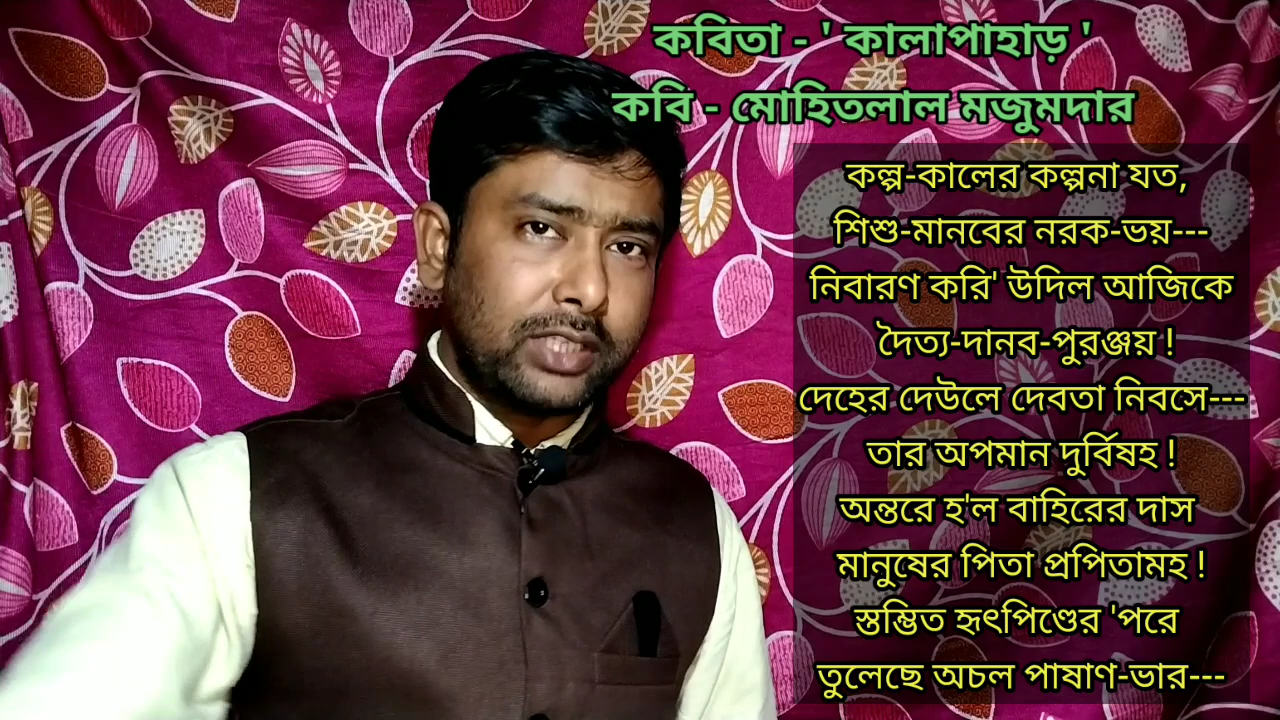 কবিতা - ' কালাপাহাড় '
কবি - মোহিতলাল মজুমদার
কল্প-কালের কল্পনা যত,
শিশু-মানবের নরক-ভয়---
নিবারণ করি' উদিল আজিকে
দৈত্য-দানব-পুরঞ্জয় !
দেহের দেউলে দেবতা নিবসে---
তার অপমান দুর্বিষহ !
অন্তরে হ'ল বাহিরের দাস
মানুষের পিতা প্রপিতামহ !
স্তম্ভিত হৃৎপিণ্ডের 'পরে
তুলেছে অচল পাষাণ-ভার---